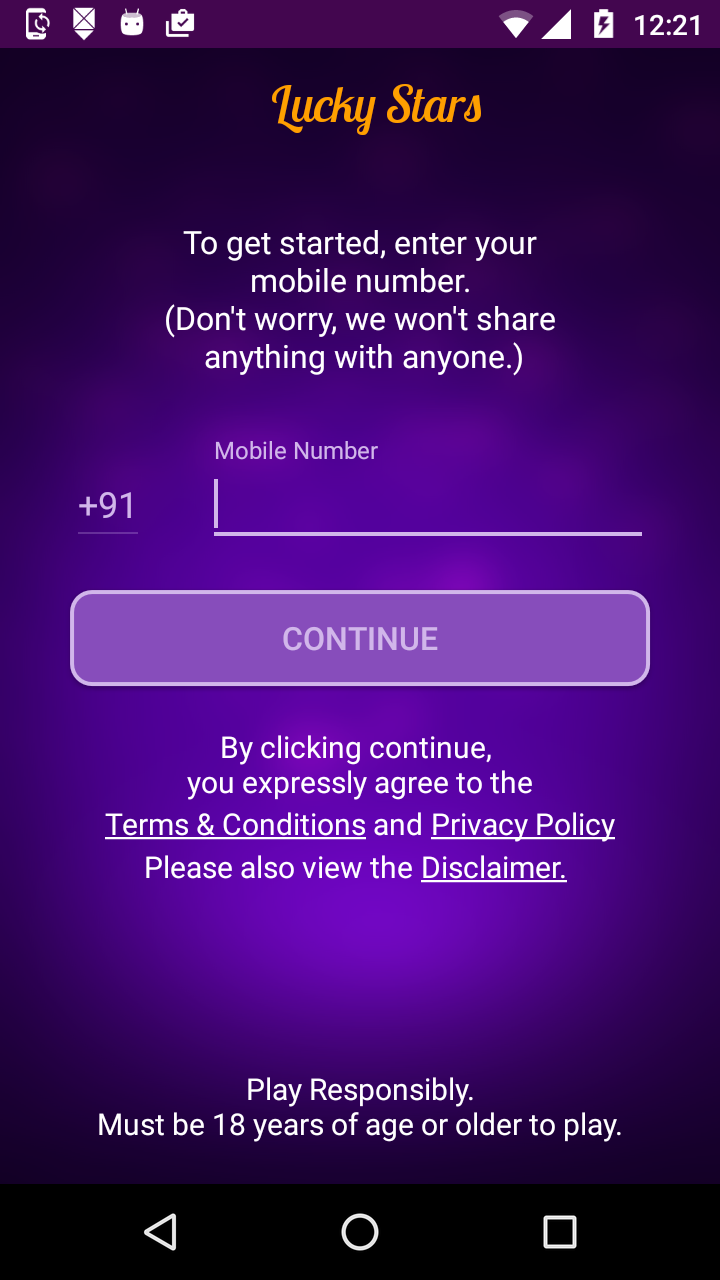 12:21
Lucky Stars
To get started, enter your
mobile number.
(Don't worry, we won't share
anything with anyone.)
Mobile Number
+91
CONTINUE
By clicking continue,
you expressly agree to the
Terms & Conditions and Privacy Policy
Please also view the Disclaimer.
Play Responsibly.
Must be 18 years of age or older to play.